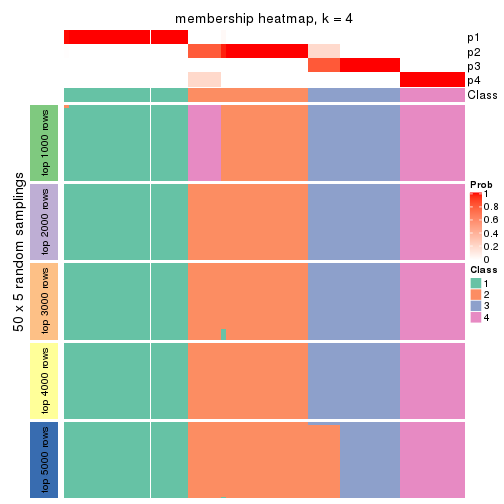 membership heatmap, k = 4
p1
p2
p3
p4
Class
50 x 5 random samplings
top 1000 rows
top 2000 rows
top 3000 rows
top 4000 rows
top 5000 rows
Prob
1
0.8
0.6
0.4
0.2
0
Class
1
2
3
4